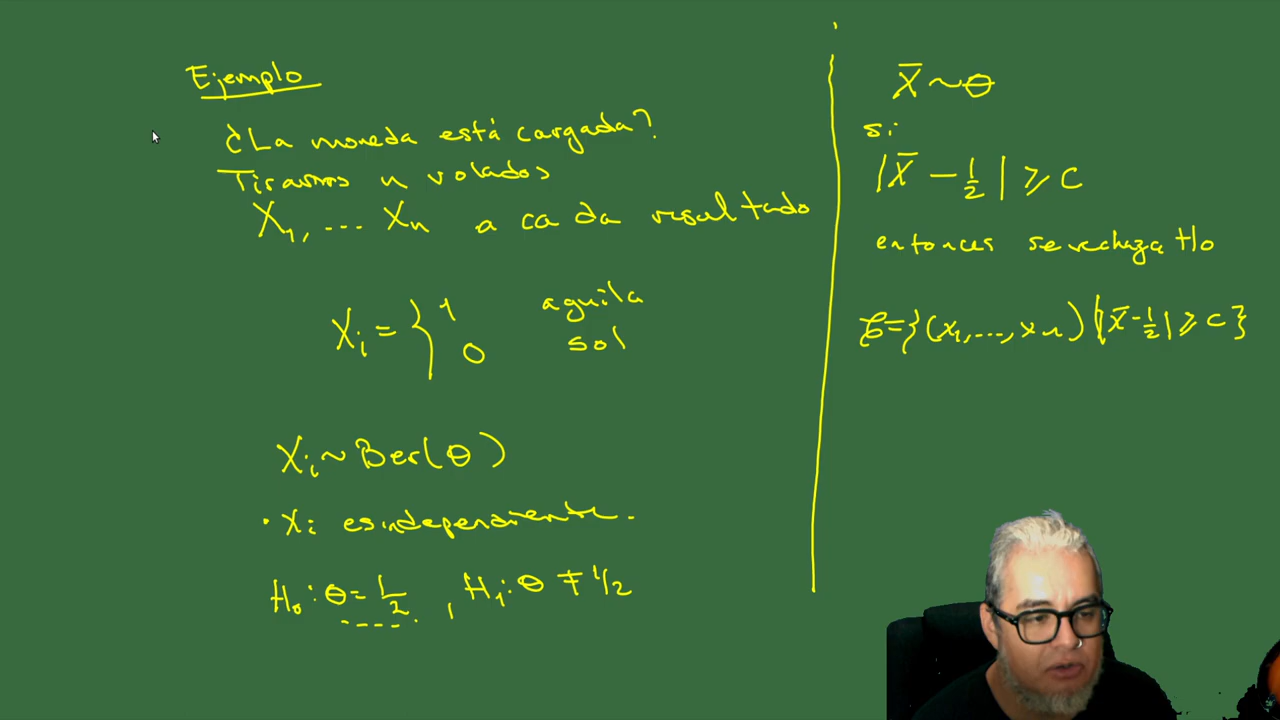 Ejemplo
¿La moneda está cargada?
Tiramos n volados
X₁, ... Xₙ a cada resultado
Xᵢ = { 1 aguila
0 sol
Xᵢ ~ Ber(θ)
• Xᵢ es independiente.
H₀: θ = 1/2 , H₁: θ ≠ 1/2
X̄ ~ θ
si
|X̄ - 1/2| ≥ c
entonces se rechaza H₀
𝒞 = {(x₁, ..., xₙ) | |X̄ - 1/2| ≥ c}